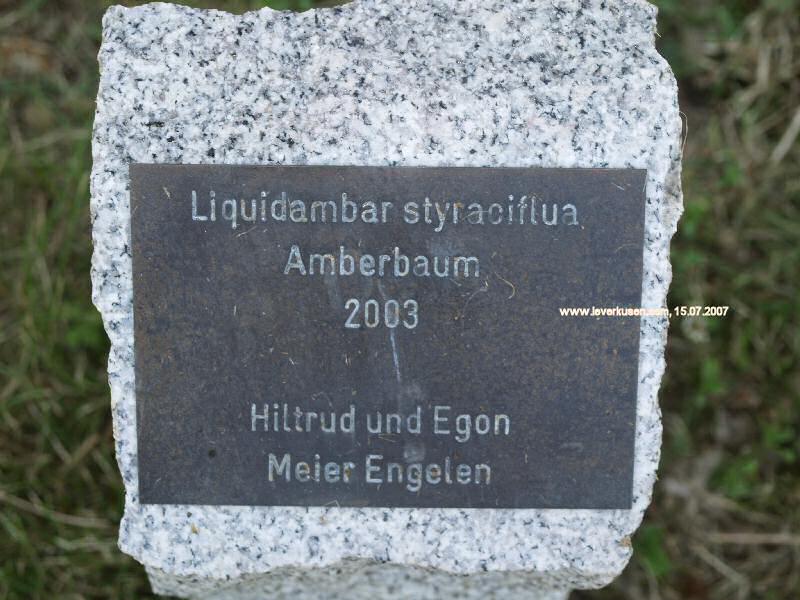 Liquidambar styraciflua
Amberbaum
2003
www.leverkusen.com, 15.07.2007
Hiltrud und Egon
Meier Engelen